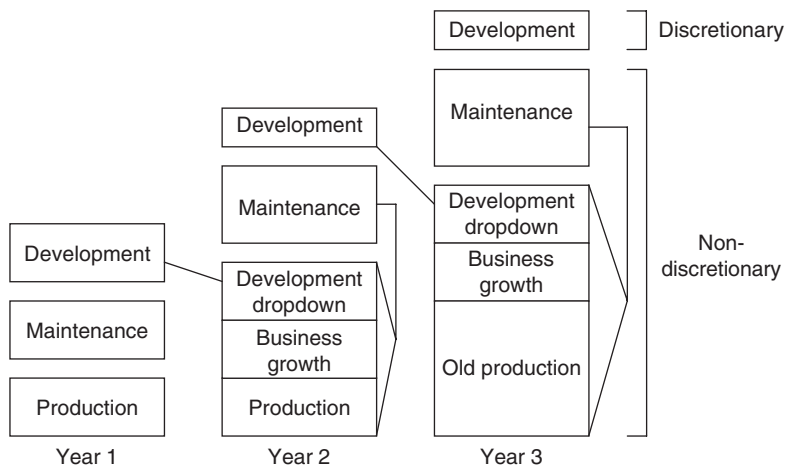 Development
Maintenance
Production
Year 1
Development
Maintenance
Development
dropdown
Business
growth
Production
Year 2
Development
Maintenance
Development
dropdown
Business
growth
Old production
Year 3
Discretionary
Non-
discretionary